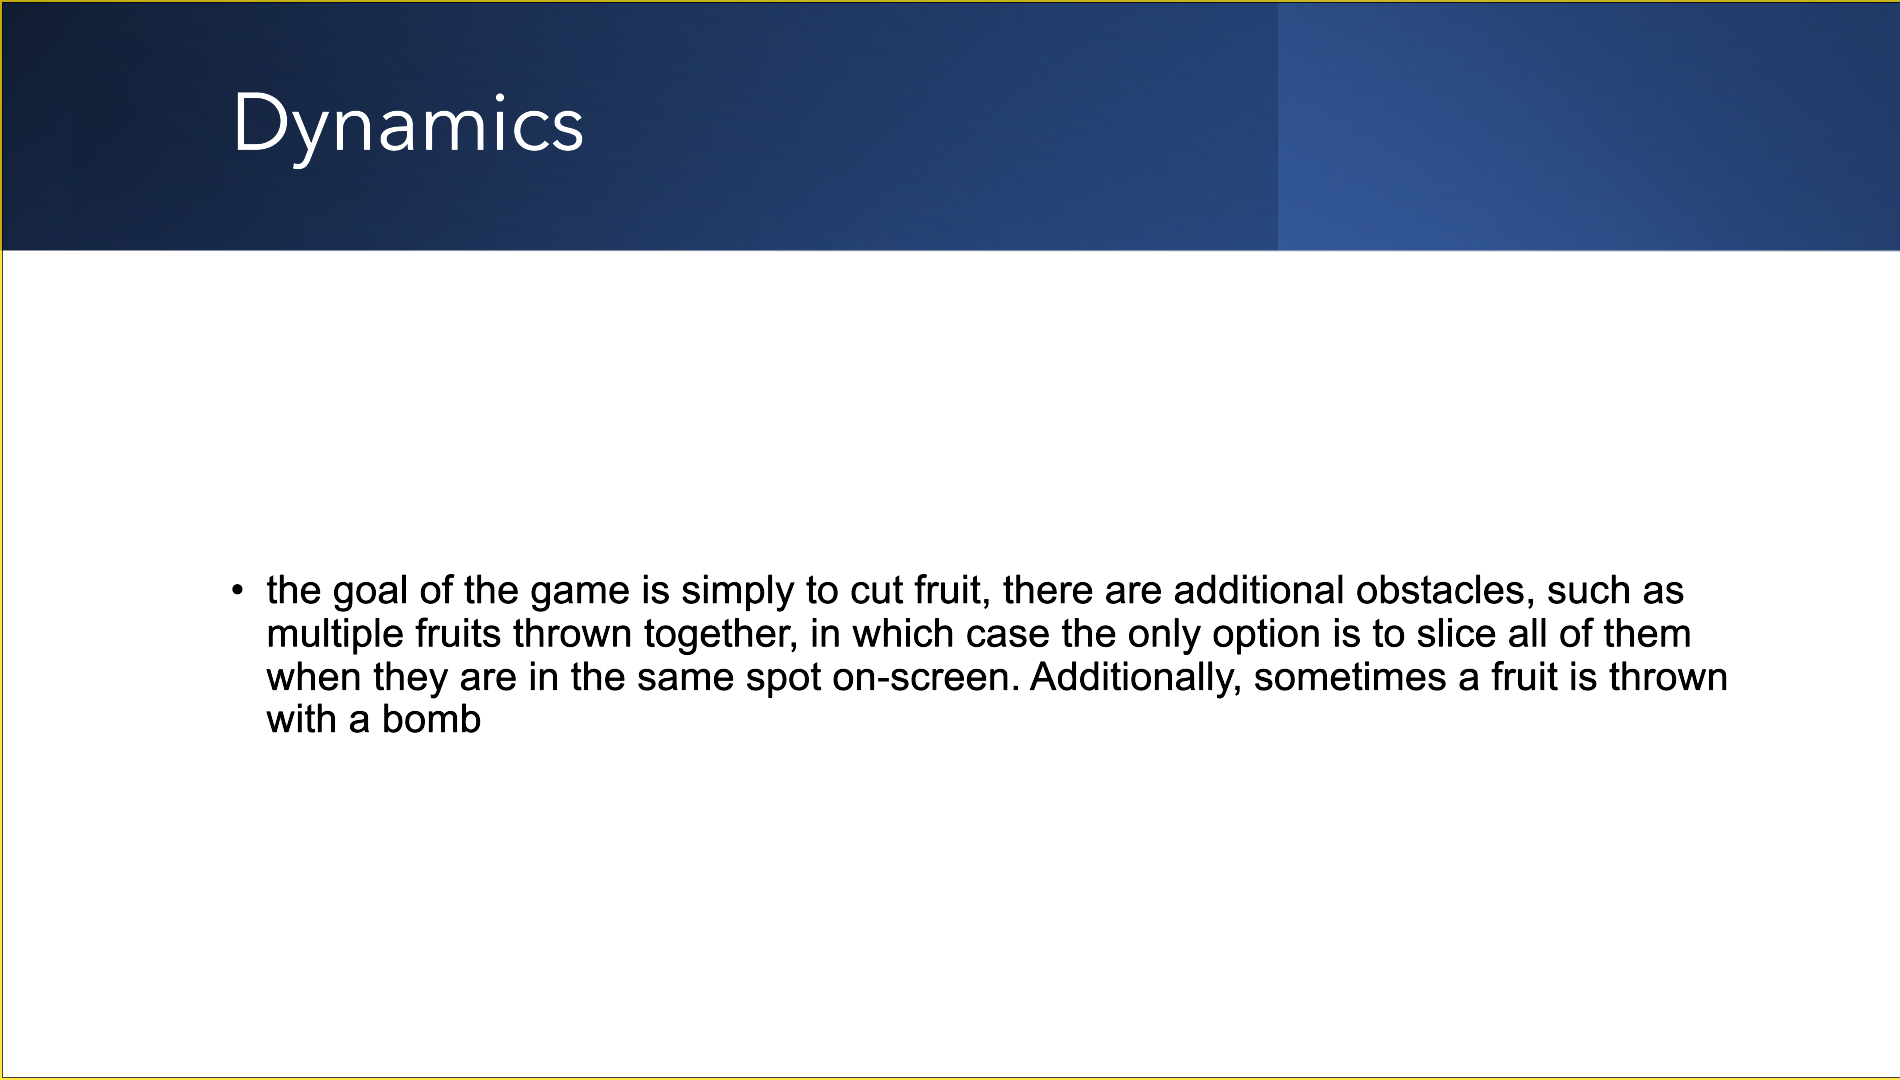 Dynamics
• the goal of the game is simply to cut fruit, there are additional obstacles, such as
multiple fruits thrown together, in which case the only option is to slice all of them
when they are in the same spot on-screen. Additionally, sometimes a fruit is thrown
with a bomb